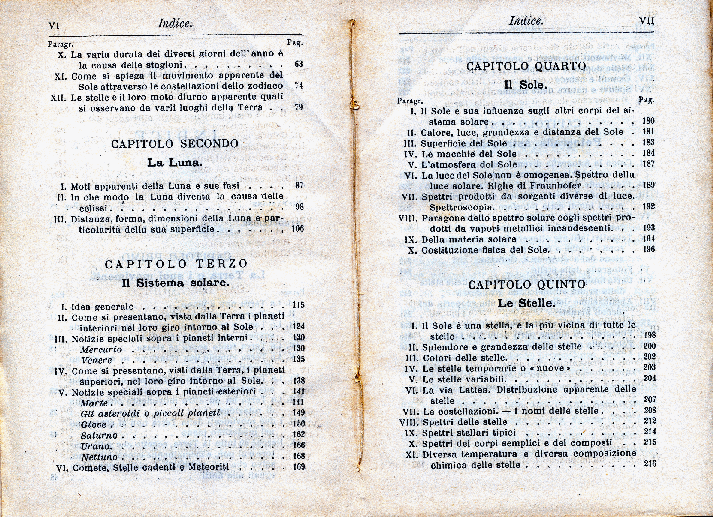 VI
Indice.
Paragr.
Pag.
X. La varia durata dei diversi giorni dell'anno è
la causa delle stagioni . . . . . . . . . 63
XI. Come si spiega il movimento apparente del
Sole attraverso le costellazioni dello zodiaco 74
XII. Le stelle e il loro moto diurno apparente quali
si osservano da varii luoghi della Terra . . 79
CAPITOLO SECONDO
La Luna.
I. Moti apparenti della Luna e sue fasi . . . . 87
II. In che modo la Luna diventa la causa delle
eclissi . . . . . . . . . . . . . . 98
III. Distanza, forma, dimensioni della Luna e par-
ticolarità della sua superficie . . . . . . . 106
CAPITOLO TERZO
Il Sistema solare.
I. Idea generale . . . . . . . . . . . . 115
II. Come si presentano, vista dalla Terra i pianeti
interiori nel loro giro intorno al Sole . . . 124
III. Notizie speciali sopra i pianeti interni . . . . 130
Mercurio . . . . . . . . . . . . . 130
Venere . . . . . . . . . . . . . . 135
IV. Come si presentano, visti dalla Terra, i pianeti
superiori, nel loro giro intorno al Sole . . . 138
V. Notizie speciali sopra i pianeti esteriori . . . 141
Marte . . . . . . . . . . . . . . 141
Gli asteroidi o piccoli pianeti . . . . . . 149
Giove . . . . . . . . . . . . . .
Saturno . . . . . . . . . . . . . 162
Urano . . . . . . . . . . . . . . 166
Nettuno . . . . . . . . . . . . . 168
VI. Comete, Stelle cadenti e Meteoriti . . . . . 169
Indice.
VII
CAPITOLO QUARTO
Il Sole.
Paragr.
Pag.
I. Il Sole e sua influenza sugli altri corpi del si-
stema solare . . . . . . . . . . . . 180
II. Calore, luce, grandezza e distanza del Sole . 181
III. Superficie del Sole . . . . . . . . . . 183
IV. Le macchie del Sole . . . . . . . . . . 184
V. L'atmosfera del Sole . . . . . . . . . . 187
VI. La luce del Sole non è omogenea. Spettro della
luce solare. Righe di Fraunhofer . . . . . 189
VII. Spettri prodotti da sorgenti diverse di luce.
Spettroscopia . . . . . . . . . . . . 192
VIII. Paragone dello spettro solare cogli spettri pro-
dotti da vapori metallici incandescenti . . . 193
IX. Della materia solare . . . . . . . . . . 194
X. Costituzione fisica del Sole . . . . . . . . 196
CAPITOLO QUINTO
Le Stelle.
I. Il Sole è una stella, e la più vicina di tutte le
stelle . . . . . . . . . . . . . . 198
II. Splendore e grandezza delle stelle . . . . . 200
III. Colori delle stelle . . . . . . . . . . . 202
IV. Le stelle temporarie o « nuove » . . . . . . 203
V. Le stelle variabili . . . . . . . . . . . 204
VI. La via Lattea. Distribuzione apparente delle
stelle . . . . . . . . . . . . . . 207
VII. Le costellazioni. — I nomi delle stelle . . . . 208
VIII. Spettri delle stelle . . . . . . . . . . 212
IX. Spettri stellari tipici . . . . . . . . . . 214
X. Spettri dei corpi semplici e dei composti . . . 215
XI. Diversa temperatura e diversa composizione
chimica delle stelle . . . . . . . . . . 216